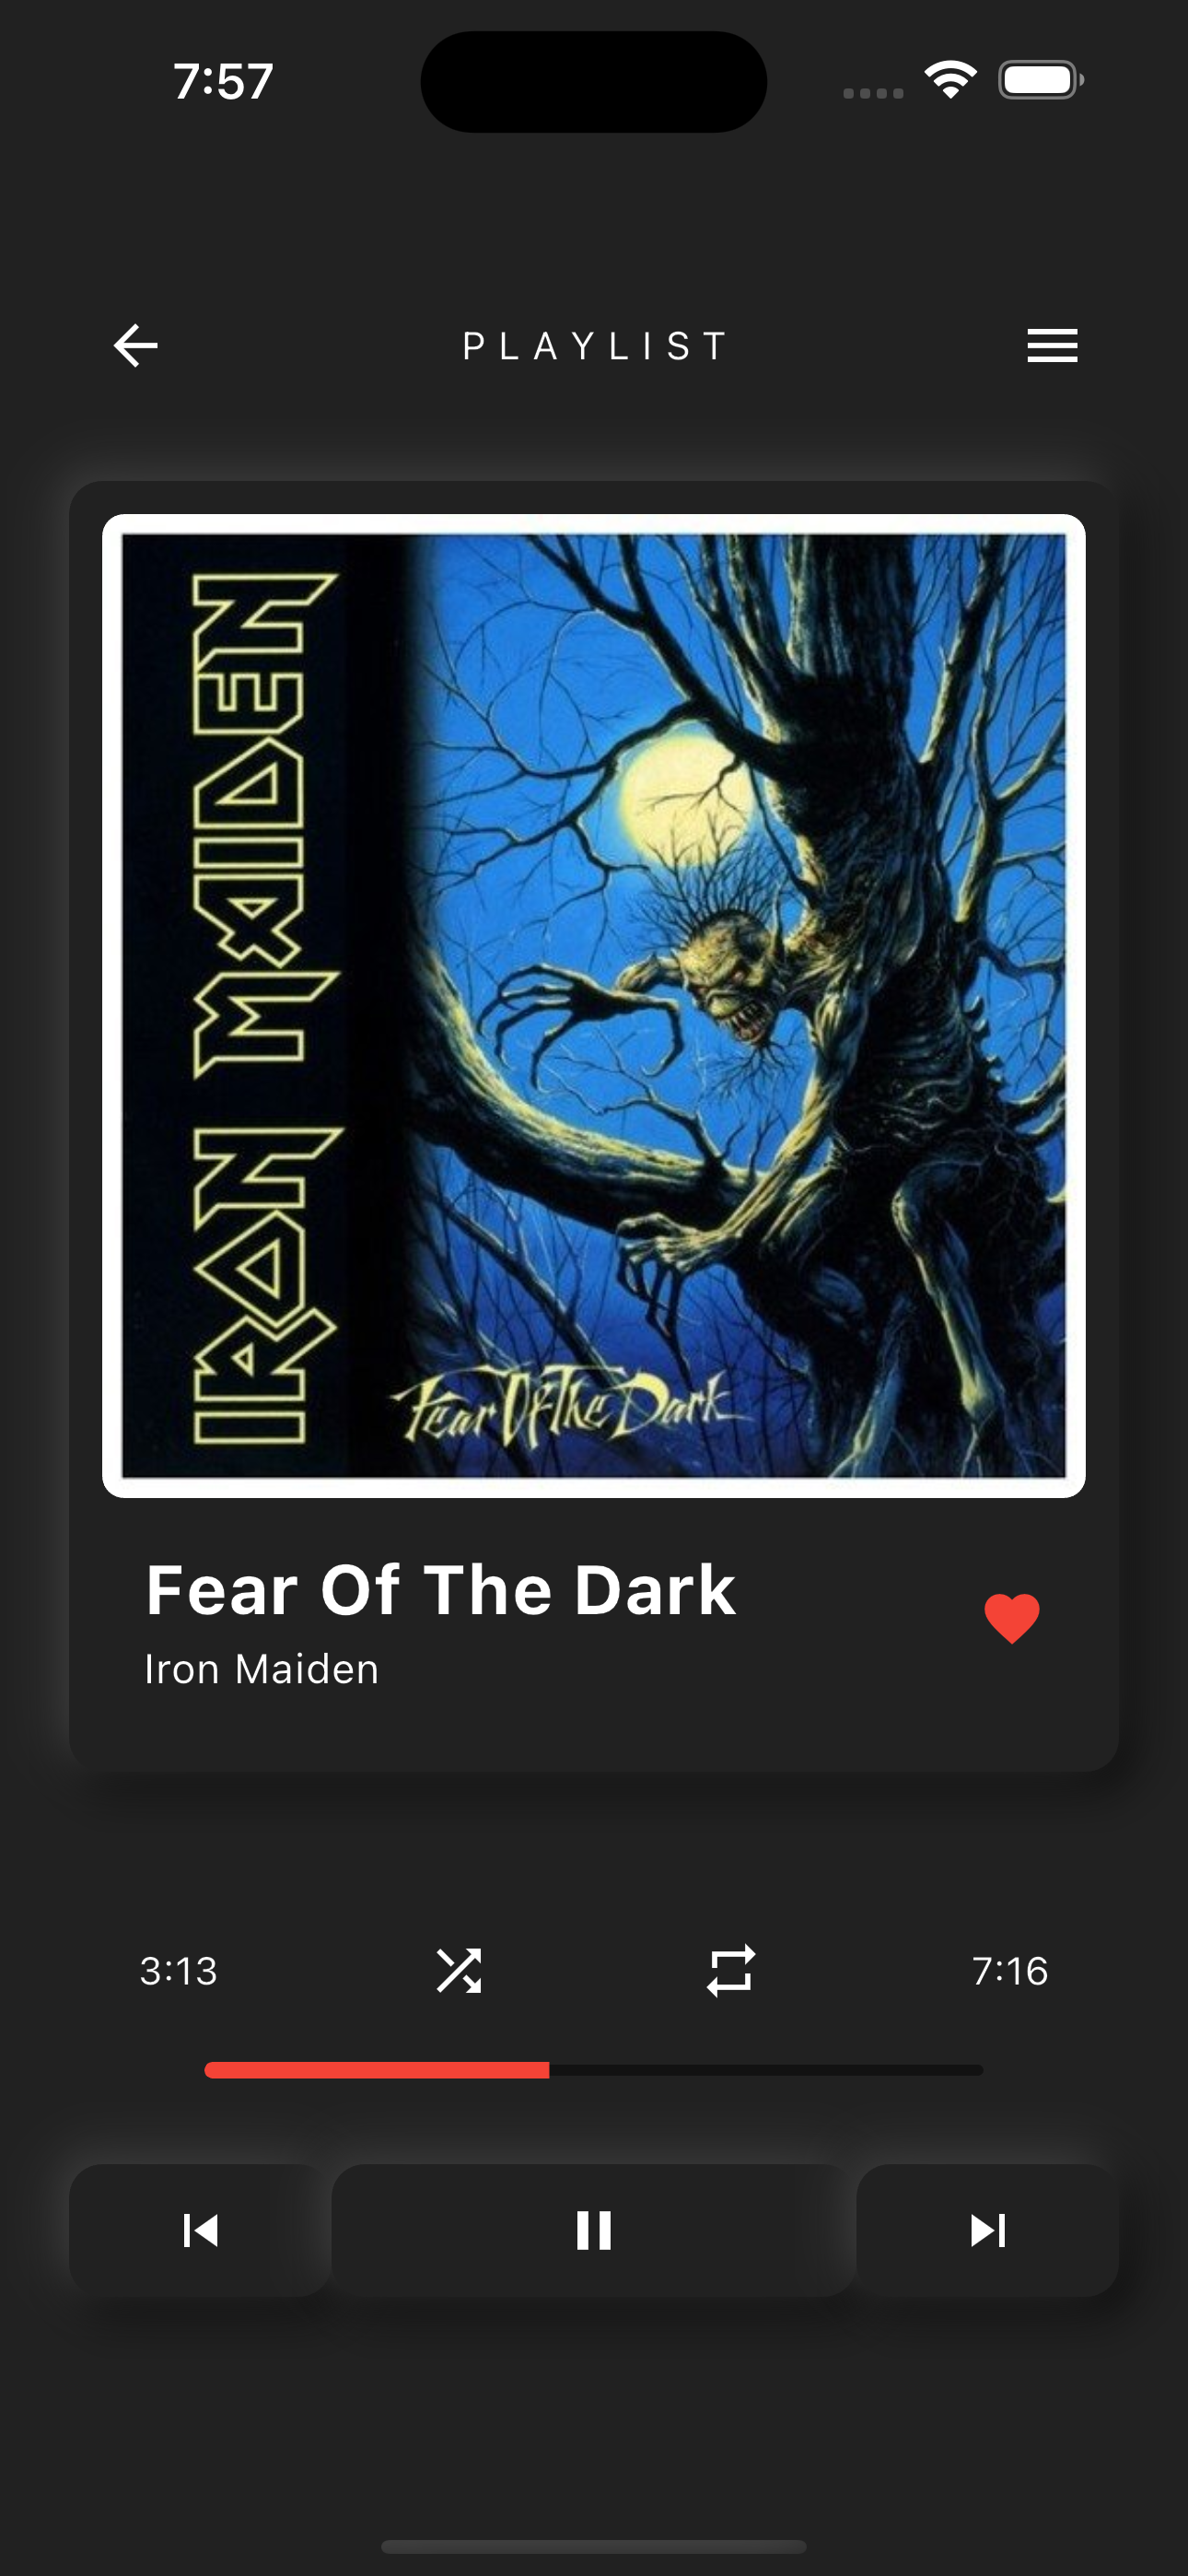 7:57
PLAYLIST
IRON MAIDEN
Fear Of The Dark
Fear Of The Dark
Iron Maiden
3:13
7:16